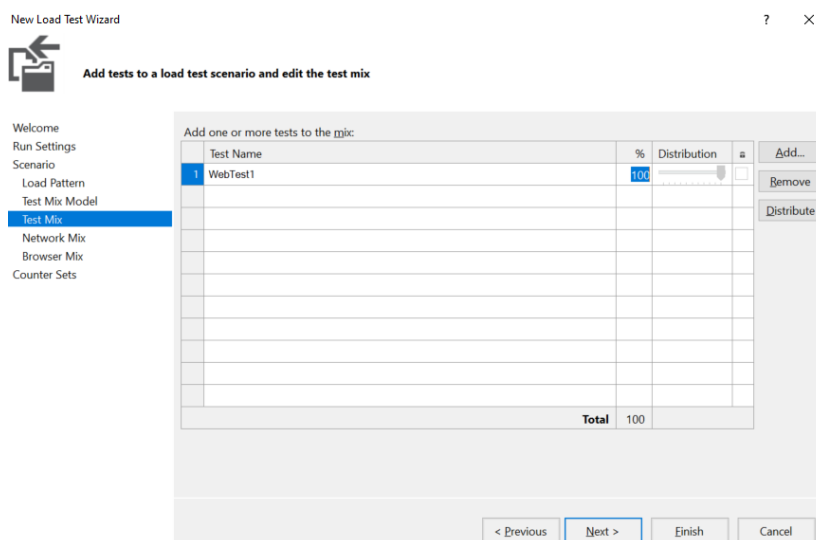 New Load Test Wizard
Add tests to a load test scenario and edit the test mix
Welcome
Run Settings
Scenario
Load Pattern
Test Mix Model
Test Mix
Network Mix
Browser Mix
Counter Sets
Add one or more tests to the mix:
Test Name % Distribution
1 WebTest1 100
Total 100
Add...
Remove
Distribute
< Previous Next > Finish Cancel